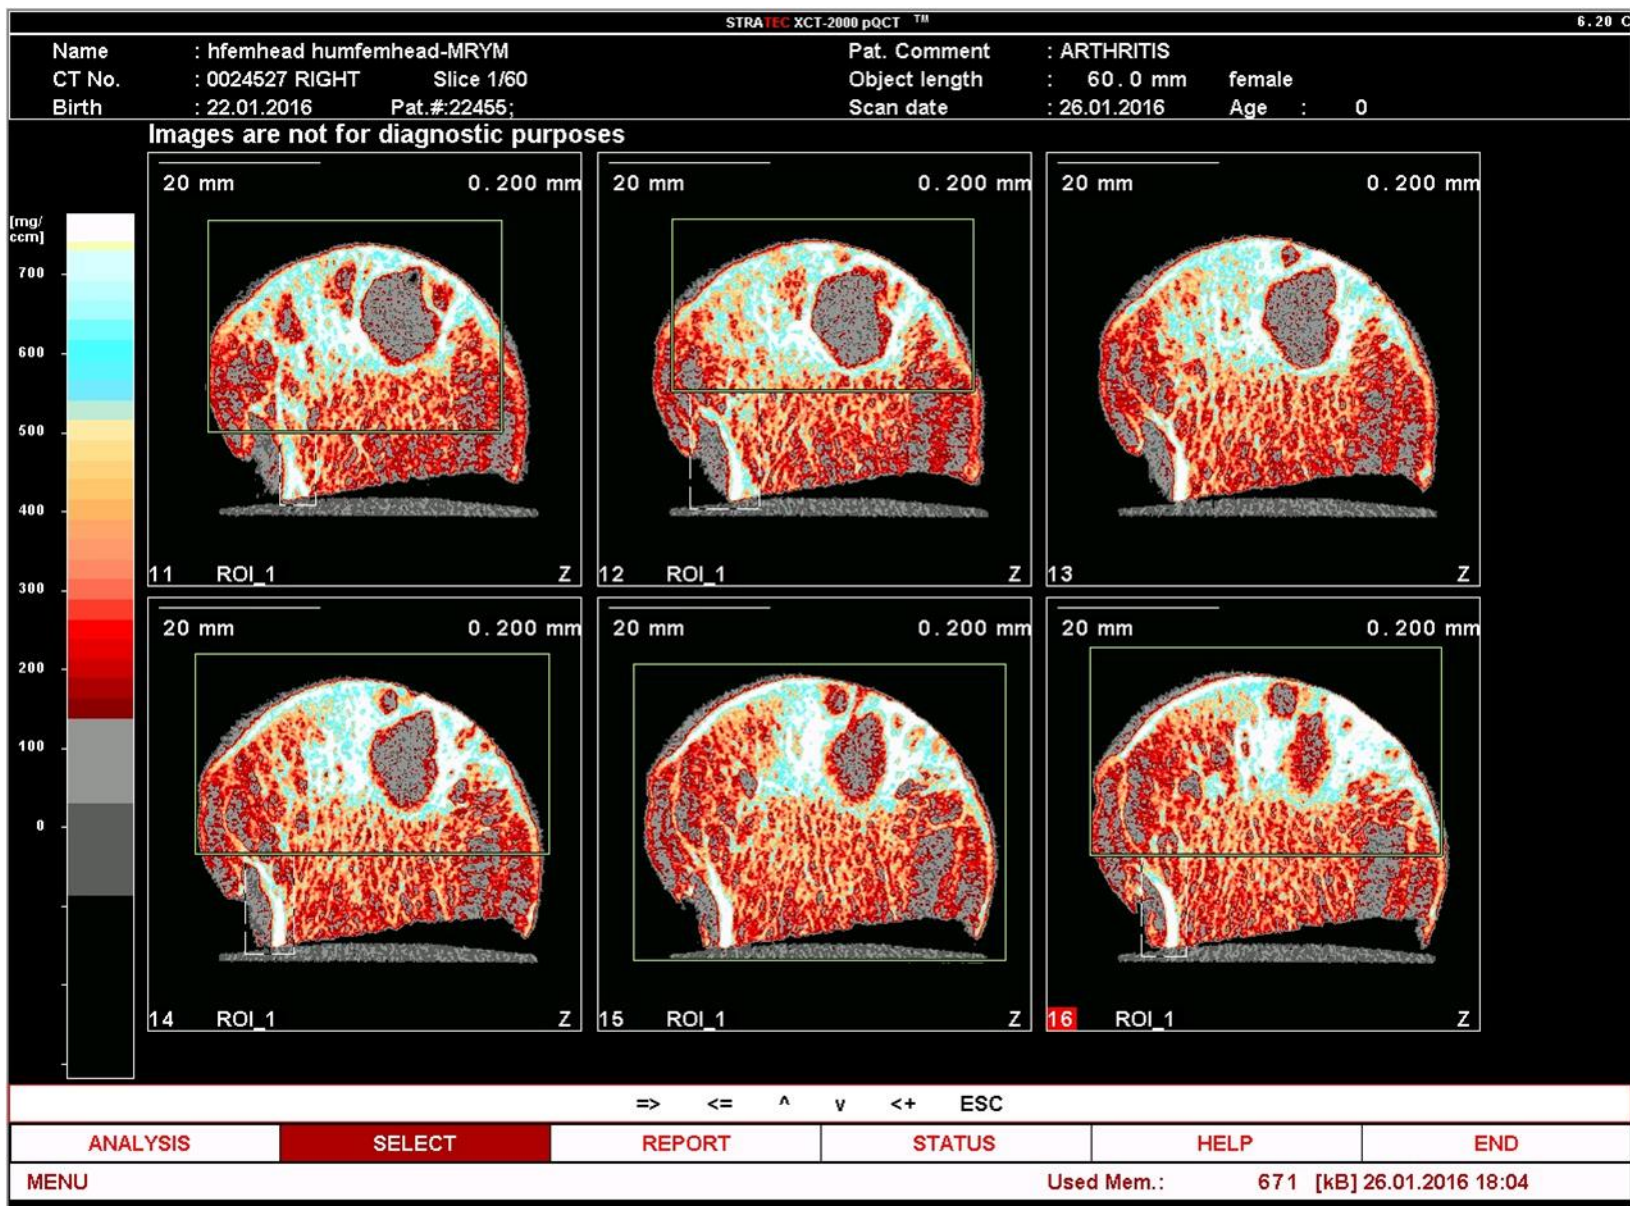 STRATEC XCT-2000 pQCT TM 6.20 C
Name : hfemhead humfemhead-MRYM Pat. Comment : ARTHRITIS
CT No. : 0024527 RIGHT Slice 1/60 Object length : 60.0 mm female
Birth : 22.01.2016 Pat.#:22455; Scan date : 26.01.2016 Age : 0
Images are not for diagnostic purposes
20 mm 0.200 mm 20 mm 0.200 mm 20 mm 0.200 mm
[mg/
ccm]
700
600
500
400
11 ROI_1 Z 12 ROI_1 Z 13 Z
300
20 mm 0.200 mm 20 mm 0.200 mm 20 mm 0.200 mm
200
100
0
14 ROI_1 Z 15 ROI_1 Z 16 ROI_1 Z
=> <= ^ v <+ ESC
ANALYSIS SELECT REPORT STATUS HELP END
MENU Used Mem.: 671 [kB] 26.01.2016 18:04